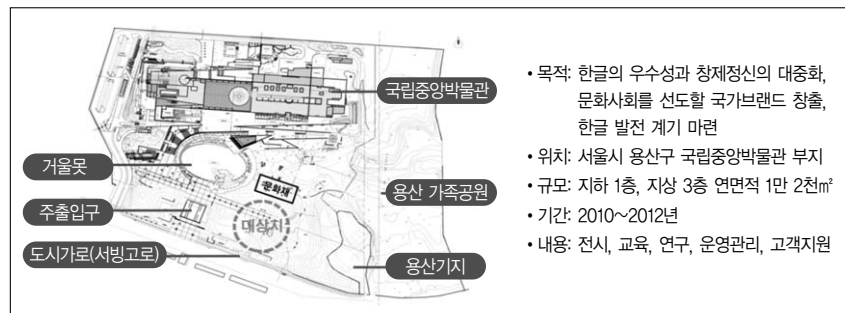 국립중앙박물관
거울못
문화재
용산 가족공원
주출입구
대상지
도시가로(서빙고로)
용산기지
• 목적: 한글의 우수성과 창제정신의 대중화,
문화사회를 선도할 국가브랜드 창출,
한글 발전 계기 마련
• 위치: 서울시 용산구 국립중앙박물관 부지
• 규모: 지하 1층, 지상 3층 연면적 1만 2천㎡
• 기간: 2010~2012년
• 내용: 전시, 교육, 연구, 운영관리, 고객지원